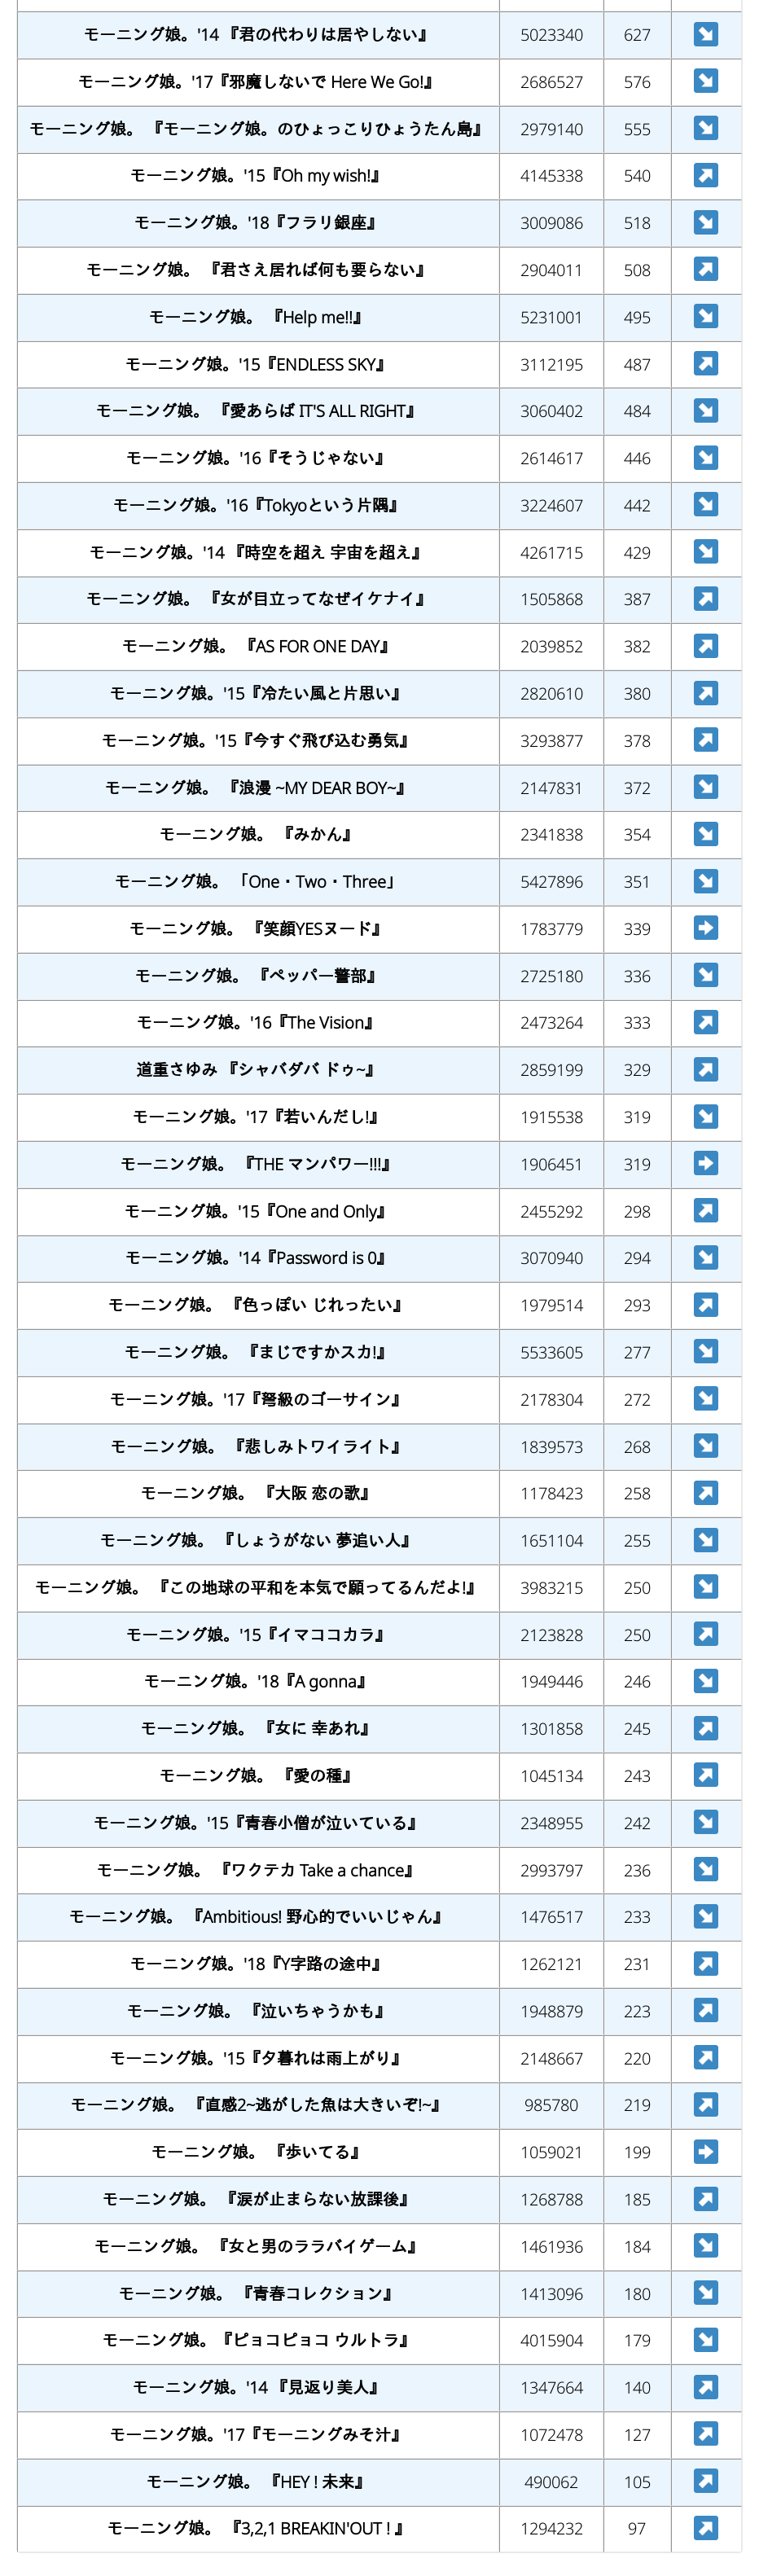 モーニング娘。'14 『君の代わりは居やしない』 5023340 627 ↘
モーニング娘。'17『邪魔しないで Here We Go!』 2686527 576 ↘
モーニング娘。 『モーニング娘。のひょっこりひょうたん島』 2979140 555 ↘
モーニング娘。'15『Oh my wish!』 4145338 540 ↗
モーニング娘。'18『フラリ銀座』 3009086 518 ↘
モーニング娘。 『君さえ居れば何も要らない』 2904011 508 ↗
モーニング娘。 『Help me!!』 5231001 495 ↘
モーニング娘。'15『ENDLESS SKY』 3112195 487 ↗
モーニング娘。 『愛あらば IT'S ALL RIGHT』 3060402 484 ↘
モーニング娘。'16『そうじゃない』 2614617 446 ↘
モーニング娘。'16『Tokyoという片隅』 3224607 442 ↘
モーニング娘。'14 『時空を超え 宇宙を超え』 4261715 429 ↘
モーニング娘。 『女が目立ってなぜイケナイ』 1505868 387 ↗
モーニング娘。 『AS FOR ONE DAY』 2039852 382 ↗
モーニング娘。'15『冷たい風と片思い』 2820610 380 ↗
モーニング娘。'15『今すぐ飛び込む勇気』 3293877 378 ↗
モーニング娘。 『浪漫 ~MY DEAR BOY~』 2147831 372 ↘
モーニング娘。 『みかん』 2341838 354 ↘
モーニング娘。 「One・Two・Three」 5427896 351 ↘
モーニング娘。 『笑顔YESヌード』 1783779 339 ➡
モーニング娘。 『ペッパー警部』 2725180 336 ↘
モーニング娘。'16『The Vision』 2473264 333 ↗
道重さゆみ 『シャバダバ ドゥ~』 2859199 329 ↗
モーニング娘。'17『若いんだし!』 1915538 319 ↘
モーニング娘。 『THE マンパワー!!!』 1906451 319 ➡
モーニング娘。'15『One and Only』 2455292 298 ↗
モーニング娘。'14『Password is 0』 3070940 294 ↘
モーニング娘。 『色っぽい じれったい』 1979514 293 ↗
モーニング娘。 『まじですかスカ!』 5533605 277 ↘
モーニング娘。'17『弩級のゴーサイン』 2178304 272 ↘
モーニング娘。 『悲しみトワイライト』 1839573 268 ↘
モーニング娘。 『大阪 恋の歌』 1178423 258 ↗
モーニング娘。 『しょうがない 夢追い人』 1651104 255 ↘
モーニング娘。 『この地球の平和を本気で願ってるんだよ!』 3983215 250 ↘
モーニング娘。'15『イマココカラ』 2123828 250 ↗
モーニング娘。'18『A gonna』 1949446 246 ↘
モーニング娘。 『女に 幸あれ』 1301858 245 ↗
モーニング娘。 『愛の種』 1045134 243 ↗
モーニング娘。'15『青春小僧が泣いている』 2348955 242 ↘
モーニング娘。 『ワクテカ Take a chance』 2993797 236 ↘
モーニング娘。 『Ambitious! 野心的でいいじゃん』 1476517 233 ↘
モーニング娘。'18『Y字路の途中』 1262121 231 ↗
モーニング娘。 『泣いちゃうかも』 1948879 223 ↗
モーニング娘。'15『夕暮れは雨上がり』 2148667 220 ↗
モーニング娘。 『直感2~逃がした魚は大きいぞ!~』 985780 219 ↗
モーニング娘。 『歩いてる』 1059021 199 ➡
モーニング娘。 『涙が止まらない放課後』 1268788 185 ↗
モーニング娘。 『女と男のララバイゲーム』 1461936 184 ↘
モーニング娘。 『青春コレクション』 1413096 180 ↘
モーニング娘。『ピョコピョコ ウルトラ』 4015904 179 ↘
モーニング娘。'14 『見返り美人』 1347664 140 ↗
モーニング娘。'17『モーニングみそ汁』 1072478 127 ↗
モーニング娘。 『HEY ! 未来』 490062 105 ↗
モーニング娘。 『3,2,1 BREAKIN'OUT ! 』 1294232 97 ↗